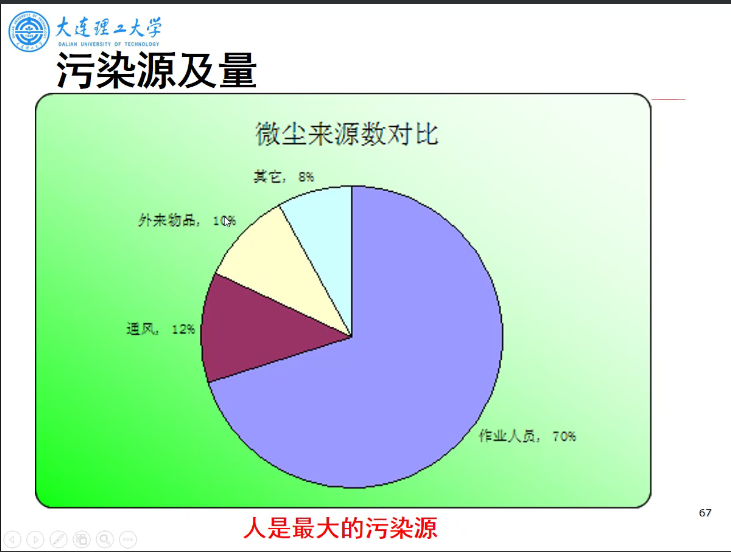 大连理工大学
DALIAN UNIVERSITY OF TECHNOLOGY
污染源及量
微尘来源数对比
其它, 8%
外来物品, 10%
通风, 12%
作业人员, 70%
人是最大的污染源
67